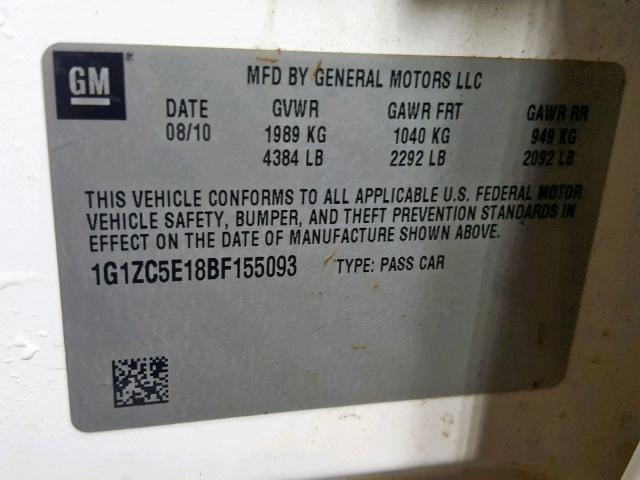 GM
MFD BY GENERAL MOTORS LLC
DATE GVWR GAWR FRT GAWR RR
08/10 1989 KG 1040 KG 949 KG
4384 LB 2292 LB 2092 LB
THIS VEHICLE CONFORMS TO ALL APPLICABLE U.S. FEDERAL MOTOR
VEHICLE SAFETY, BUMPER, AND THEFT PREVENTION STANDARDS IN
EFFECT ON THE DATE OF MANUFACTURE SHOWN ABOVE.
1G1ZC5E18BF155093 TYPE: PASS CAR